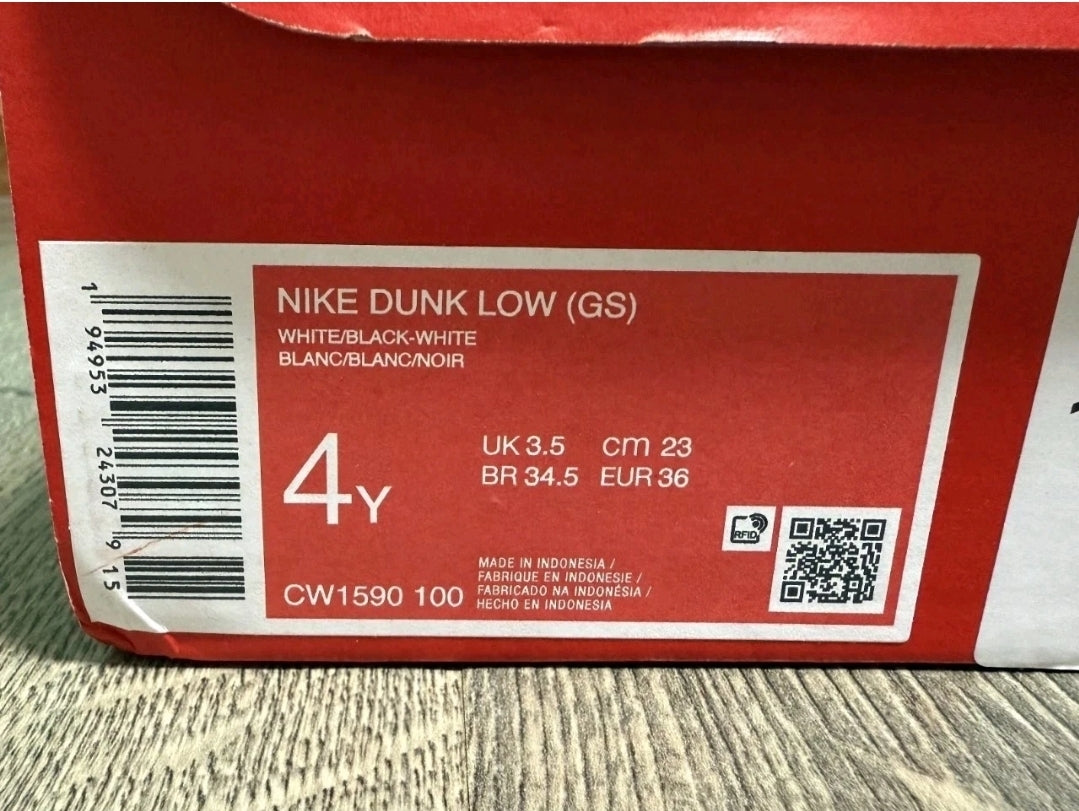 NIKE DUNK LOW (GS)
WHITE/BLACK-WHITE
BLANC/BLANC/NOIR
4Y
UK 3.5 cm 23
BR 34.5 EUR 36
RFID
CW1590 100
MADE IN INDONESIA /
FABRIQUE EN INDONESIE /
FABRICADO NA INDONÉSIA /
HECHO EN INDONESIA
1 94953 24307 9 15